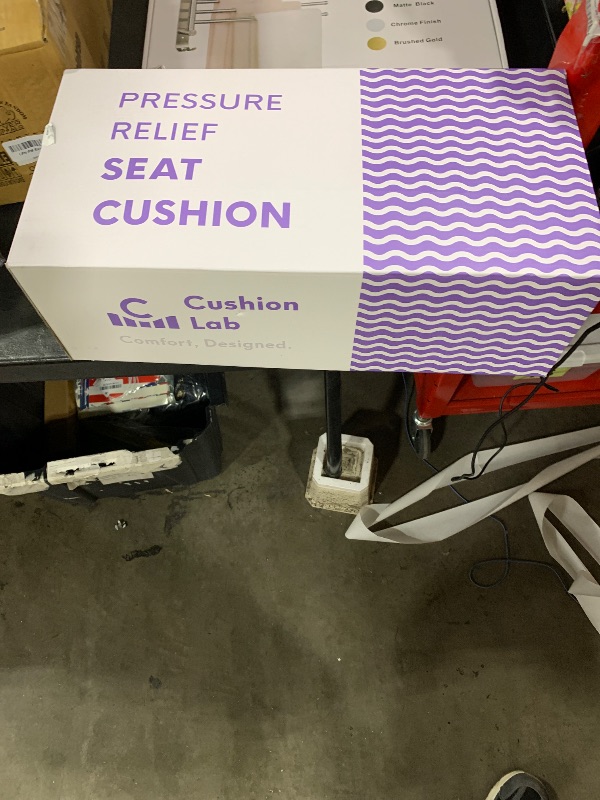 Matte Black
Chrome Finish
Brushed Gold
PRESSURE
RELIEF
SEAT
CUSHION
C
Cushion
Lab
Comfort, Designed.